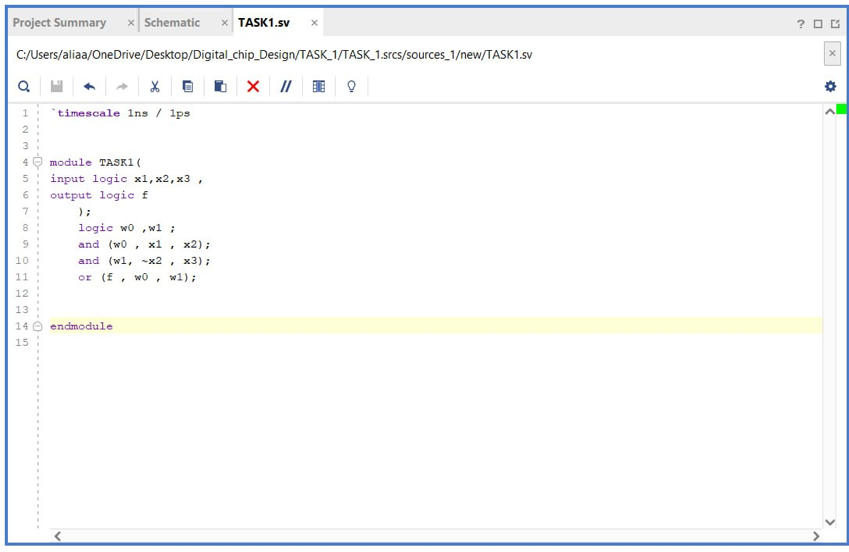 Project Summary × Schematic × TASK1.sv × ?
C:/Users/aliaa/OneDrive/Desktop/Digital_chip_Design/TASK_1/TASK_1.srcs/sources_1/new/TASK1.sv ×
1 `timescale 1ns / 1ps
2
3
4 module TASK1(
5 input logic x1,x2,x3 ,
6 output logic f
7 );
8 logic w0 ,w1 ;
9 and (w0 , x1 , x2);
10 and (w1, ~x2 , x3);
11 or (f , w0 , w1);
12
13
14 endmodule
15